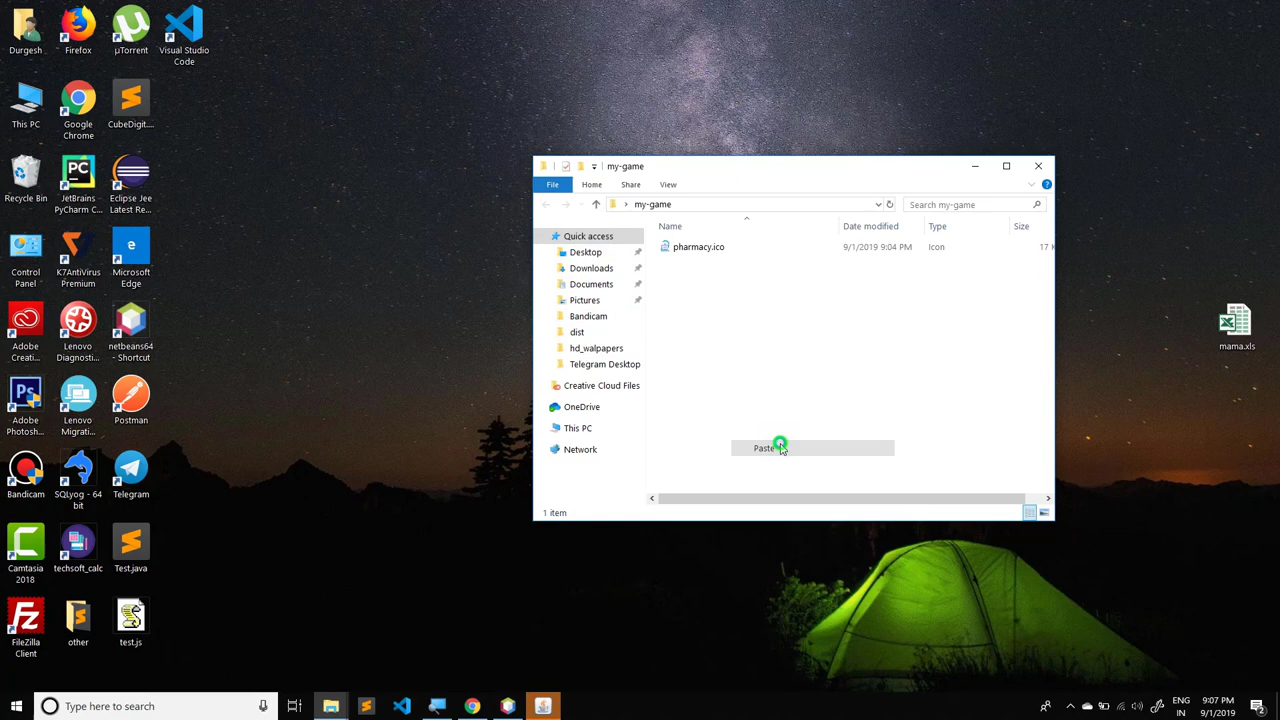 Durgesh
Firefox
µTorrent
Visual Studio
Code
This PC
Google
Chrome
CubeDigit....
Recycle Bin
JetBrains
PyCharm C...
Eclipse Jee
Latest Re...
Control
Panel
K7AntiVirus
Premium
Microsoft
Edge
Adobe
Creati...
Lenovo
Diagnosti...
netbeans64
- Shortcut
Adobe
Photosh...
Lenovo
Migrati...
Postman
Bandicam
SQLyog - 64
bit
Telegram
Camtasia
2018
techsoft_calc
Test.java
FileZilla
Client
other
test.js
mama.xls
my-game
File
Home
Share
View
my-game
Search my-game
Name
Date modified
Type
Size
pharmacy.ico
9/1/2019 9:04 PM
Icon
17 K
Quick access
Desktop
Downloads
Documents
Pictures
Bandicam
dist
hd_walpapers
Telegram Desktop
Creative Cloud Files
OneDrive
This PC
Network
Paste
1 item
Type here to search
ENG
IN
9:07 PM
9/1/2019
2